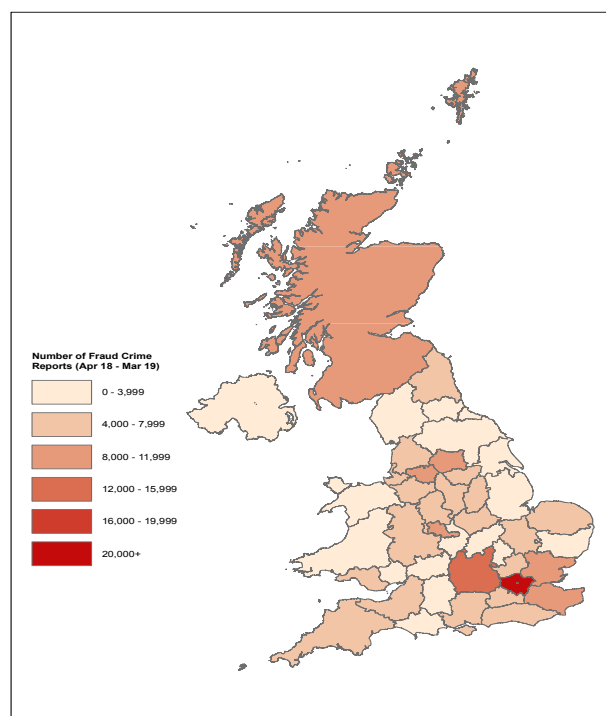 Number of Fraud Crime
Reports (Apr 18 - Mar 19)
0 - 3,999
4,000 - 7,999
8,000 - 11,999
12,000 - 15,999
16,000 - 19,999
20,000+